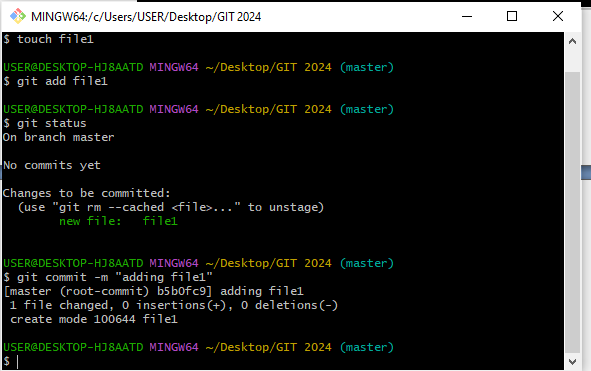 MINGW64:/c/Users/USER/Desktop/GIT 2024
$ touch file1
USER@DESKTOP-HJ8AATD MINGW64 ~/Desktop/GIT 2024 (master)
$ git add file1
USER@DESKTOP-HJ8AATD MINGW64 ~/Desktop/GIT 2024 (master)
$ git status
On branch master
No commits yet
Changes to be committed:
  (use "git rm --cached <file>..." to unstage)
        new file:   file1
USER@DESKTOP-HJ8AATD MINGW64 ~/Desktop/GIT 2024 (master)
$ git commit -m "adding file1"
[master (root-commit) b5b0fc9] adding file1
 1 file changed, 0 insertions(+), 0 deletions(-)
 create mode 100644 file1
USER@DESKTOP-HJ8AATD MINGW64 ~/Desktop/GIT 2024 (master)
$